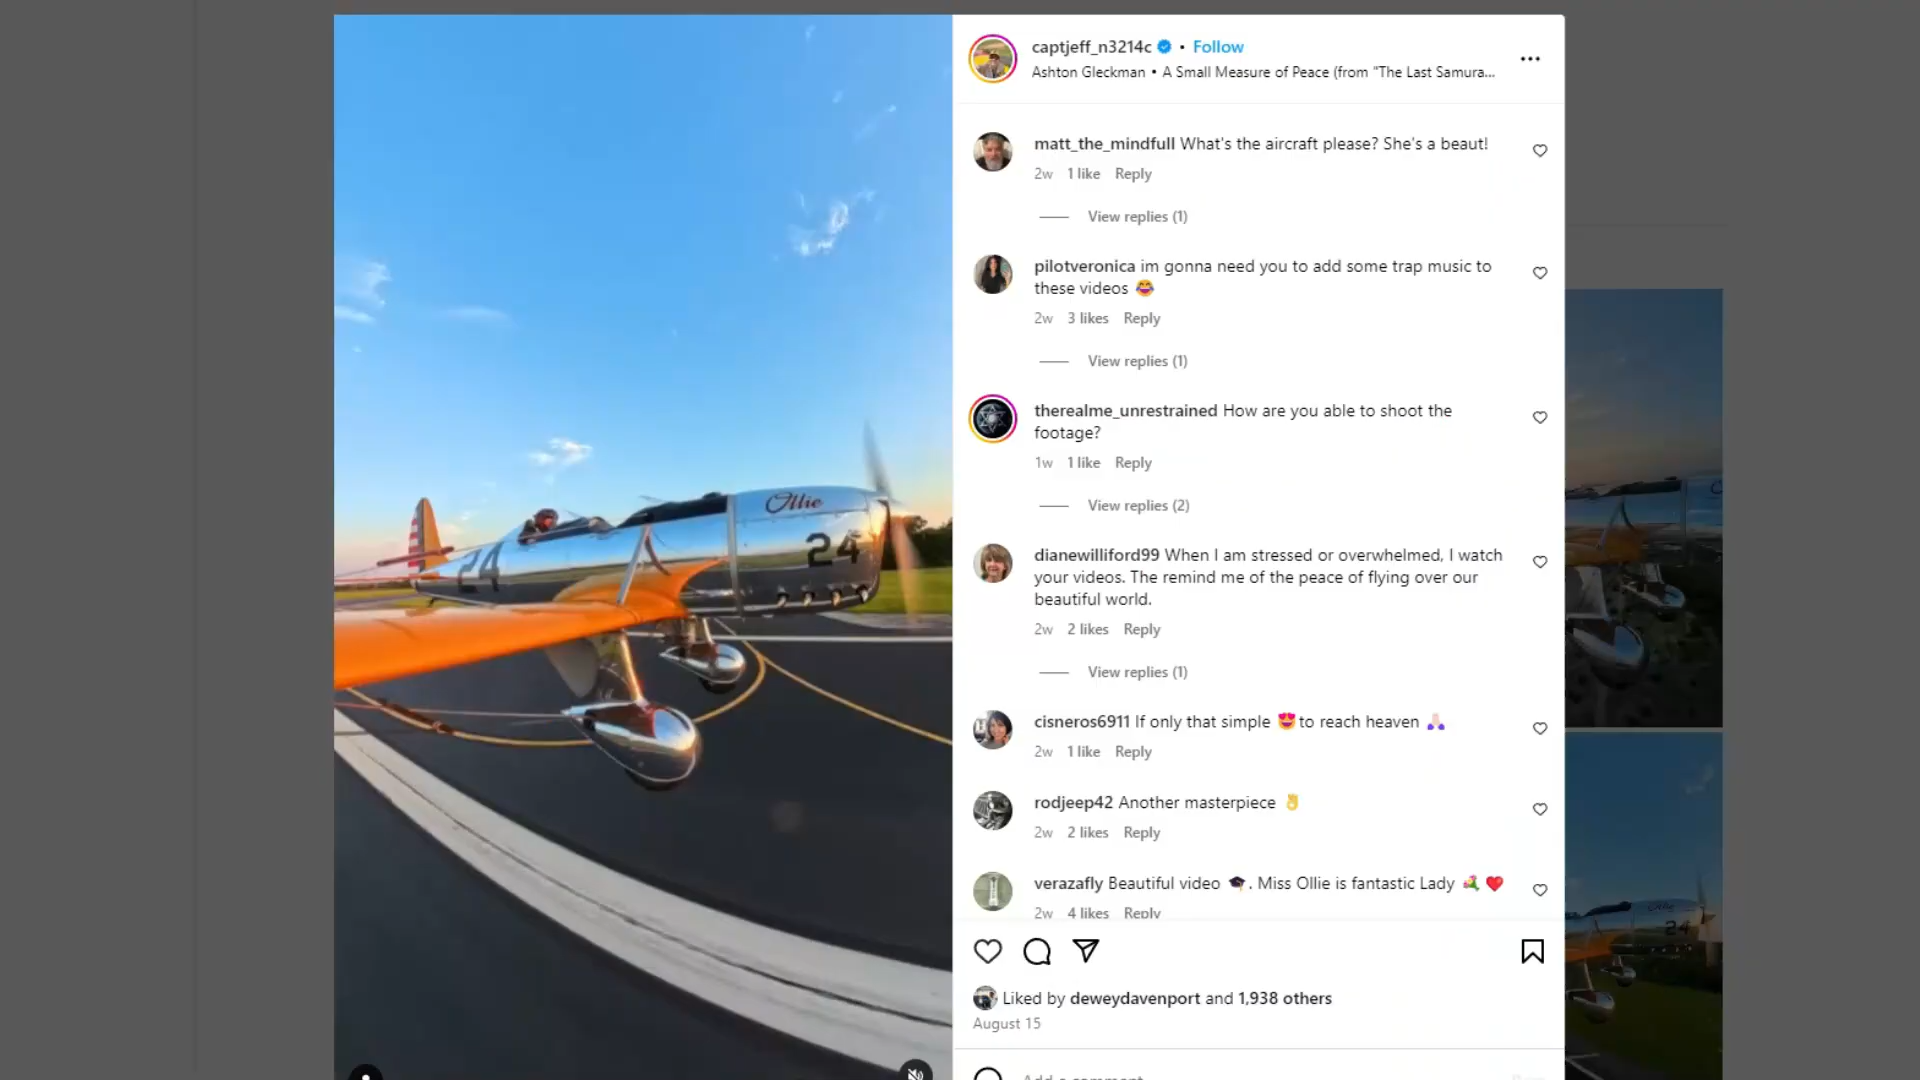 captjeff_n3214c • Follow
Ashton Gleckman • A Small Measure of Peace (from "The Last Samura...
matt_the_mindfull What's the aircraft please? She's a beaut!
2w 1 like Reply
View replies (1)
pilotveronica im gonna need you to add some trap music to
these videos 😂
2w 3 likes Reply
View replies (1)
therealme_unrestrained How are you able to shoot the
footage?
1w 1 like Reply
View replies (2)
dianewilliford99 When I am stressed or overwhelmed, I watch
your videos. The remind me of the peace of flying over our
beautiful world.
2w 2 likes Reply
View replies (1)
cisneros6911 If only that simple 😍to reach heaven 🙏🏻
2w 1 like Reply
rodjeep42 Another masterpiece 👌
2w 2 likes Reply
verazafly Beautiful video 🎓. Miss Ollie is fantastic Lady 💐 ❤️
2w 4 likes Reply
Liked by deweydavenport and 1,938 others
August 15
Add a comment...
Ollie
24
24
24